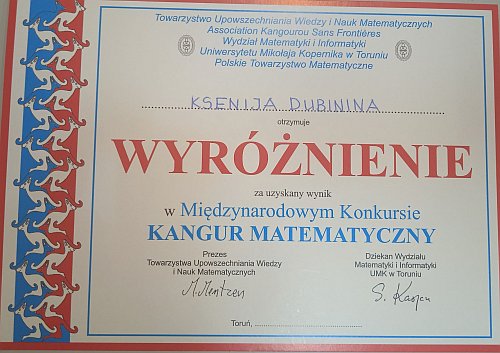 Towarzystwo Upowszechniania Wiedzy i Nauk Matematycznych
Association Kangourou Sans Frontières
Wydział Matematyki i Informatyki
Uniwersytetu Mikołaja Kopernika w Toruniu
Polskie Towarzystwo Matematyczne
KSENIJA DUBININA
otrzymuje
WYRÓŻNIENIE
za uzyskany wynik
w Międzynarodowym Konkursie
KANGUR MATEMATYCZNY
Prezes
Towarzystwa Upowszechniania Wiedzy
i Nauk Matematycznych
M. Mentzen
Dziekan Wydziału
Matematyki i Informatyki
UMK w Toruniu
Toruń,